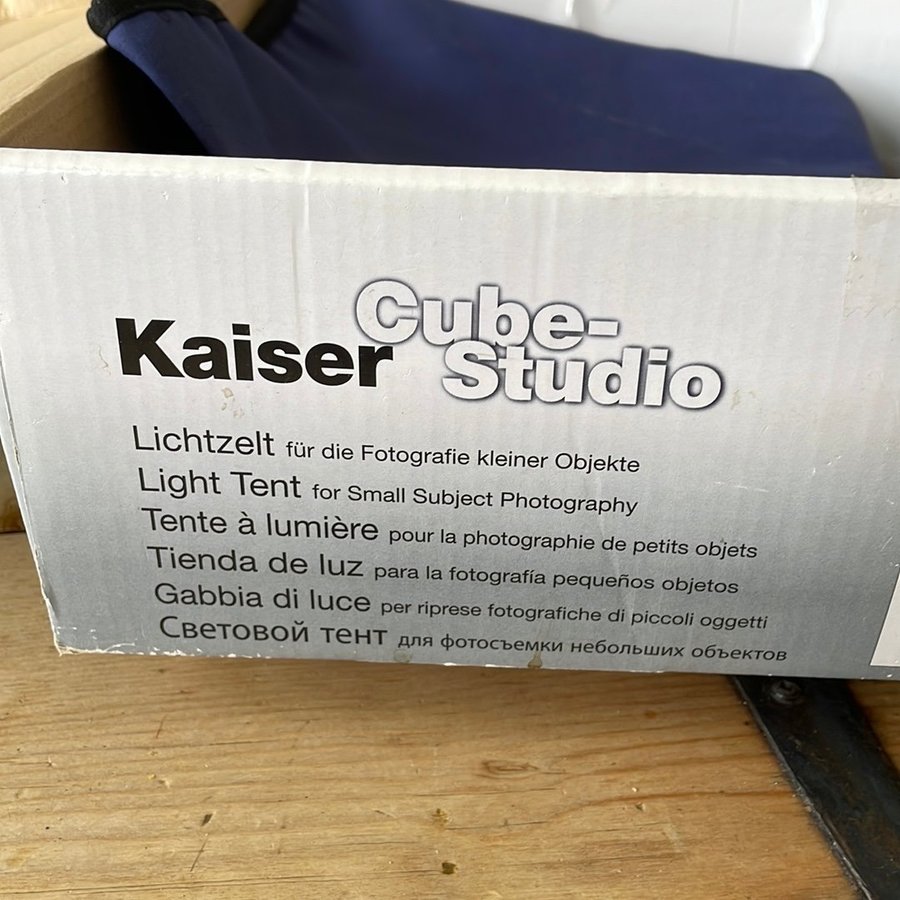 Kaiser Cube-
Studio
Lichtzelt für die Fotografie kleiner Objekte
Light Tent for Small Subject Photography
Tente à lumière pour la photographie de petits objets
Tienda de luz para la fotografía pequeños objetos
Gabbia di luce per riprese fotografiche di piccoli oggetti
Световой тент для фотосъемки небольших объектов